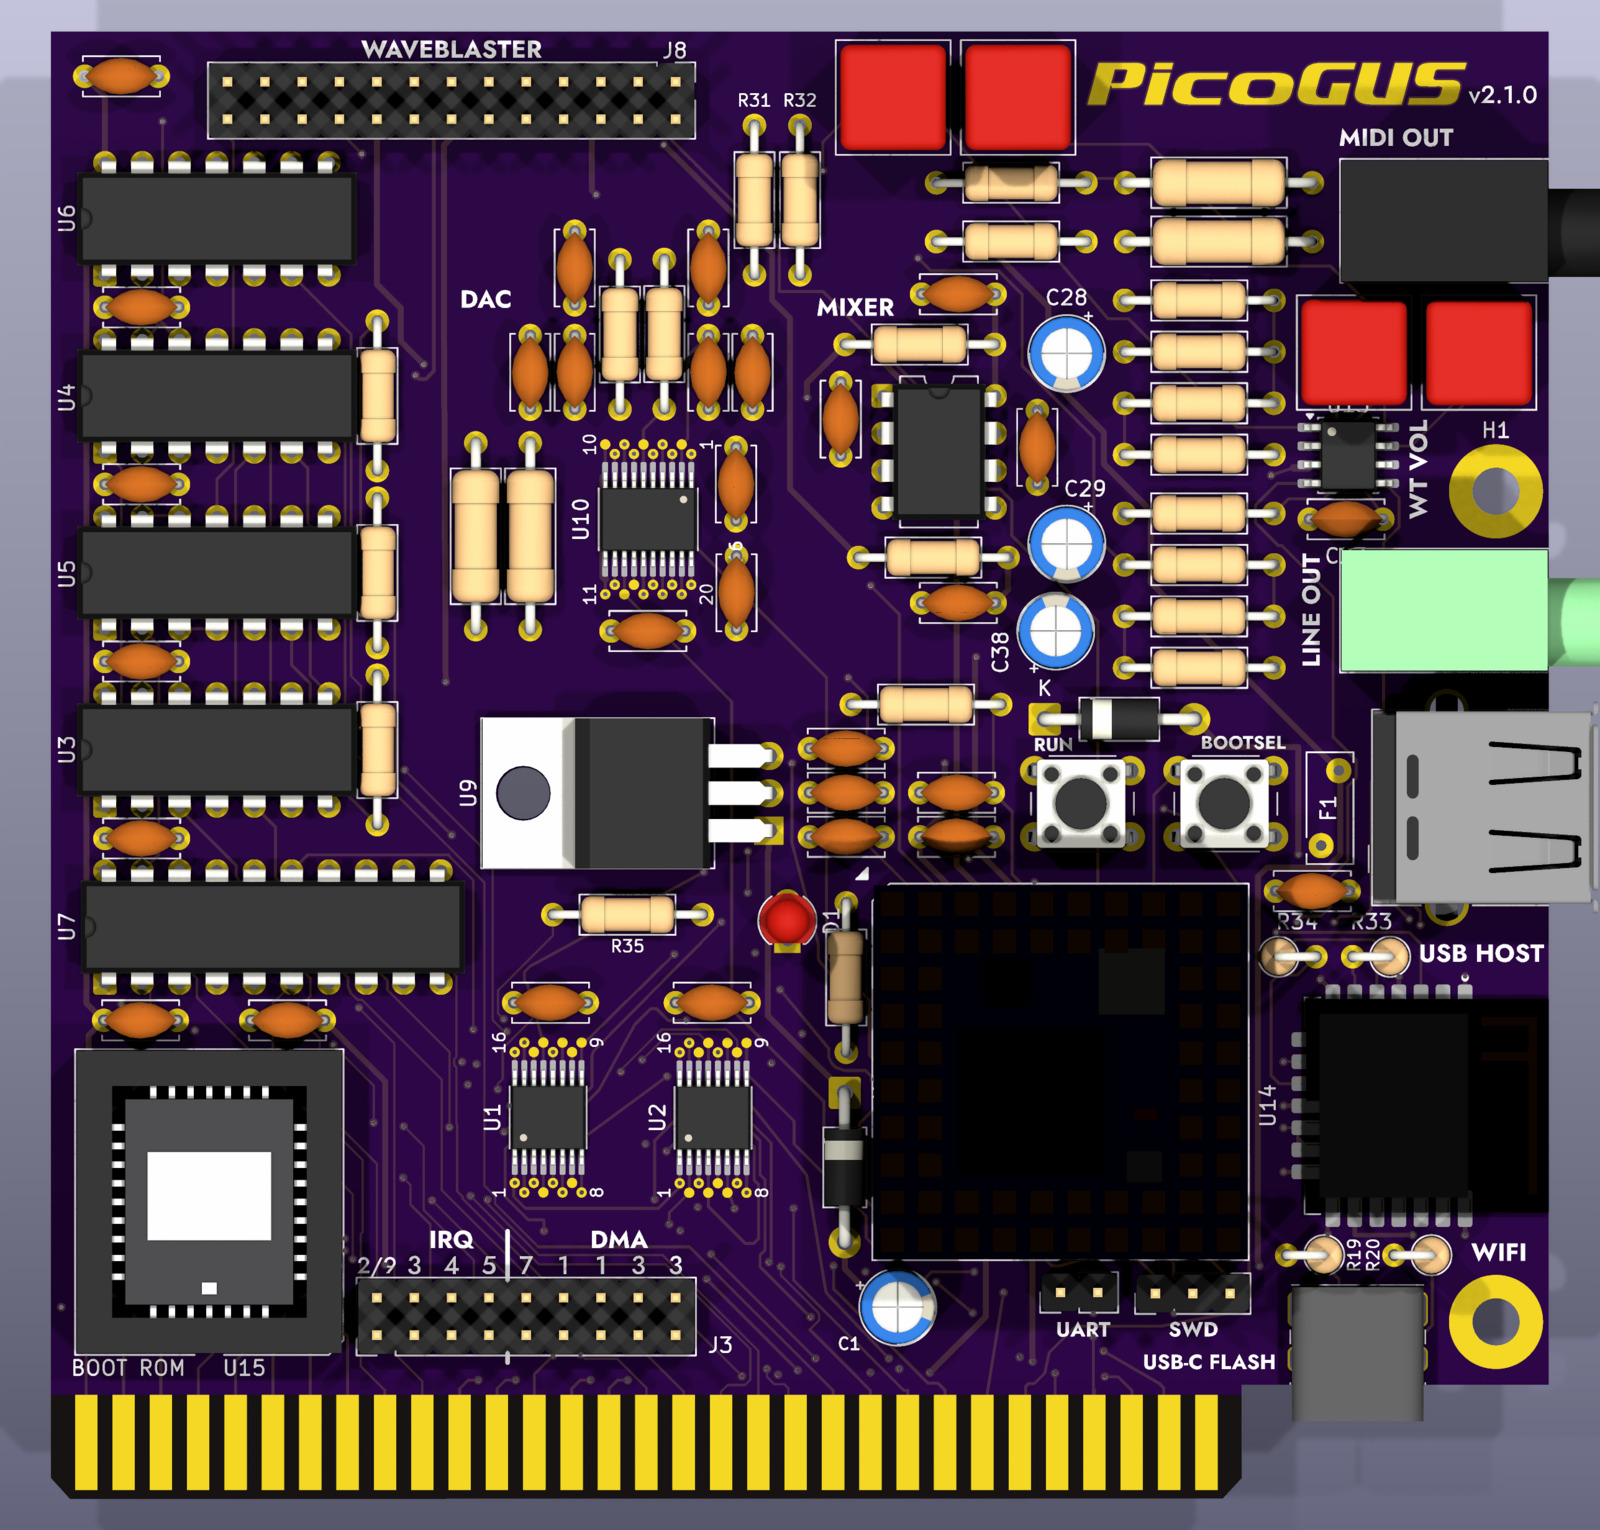 WAVEBLASTER
J8
PicoGUS v2.1.0
MIDI OUT
R31
R32
U6
DAC
MIXER
C28
U4
WT VOL
H1
10
1
U10
C29
U5
11
20
LINE OUT
C38
K
RUN
BOOTSEL
U3
U9
F1
U7
R35
D1
R34
R33
USB HOST
16
9
16
9
U1
U2
U14
1
8
1
8
IRQ
DMA
2/9 3 4 5 7 1 1 3 3
R19
R20
WIFI
J3
C1
UART
SWD
USB-C FLASH
BOOT ROM
U15